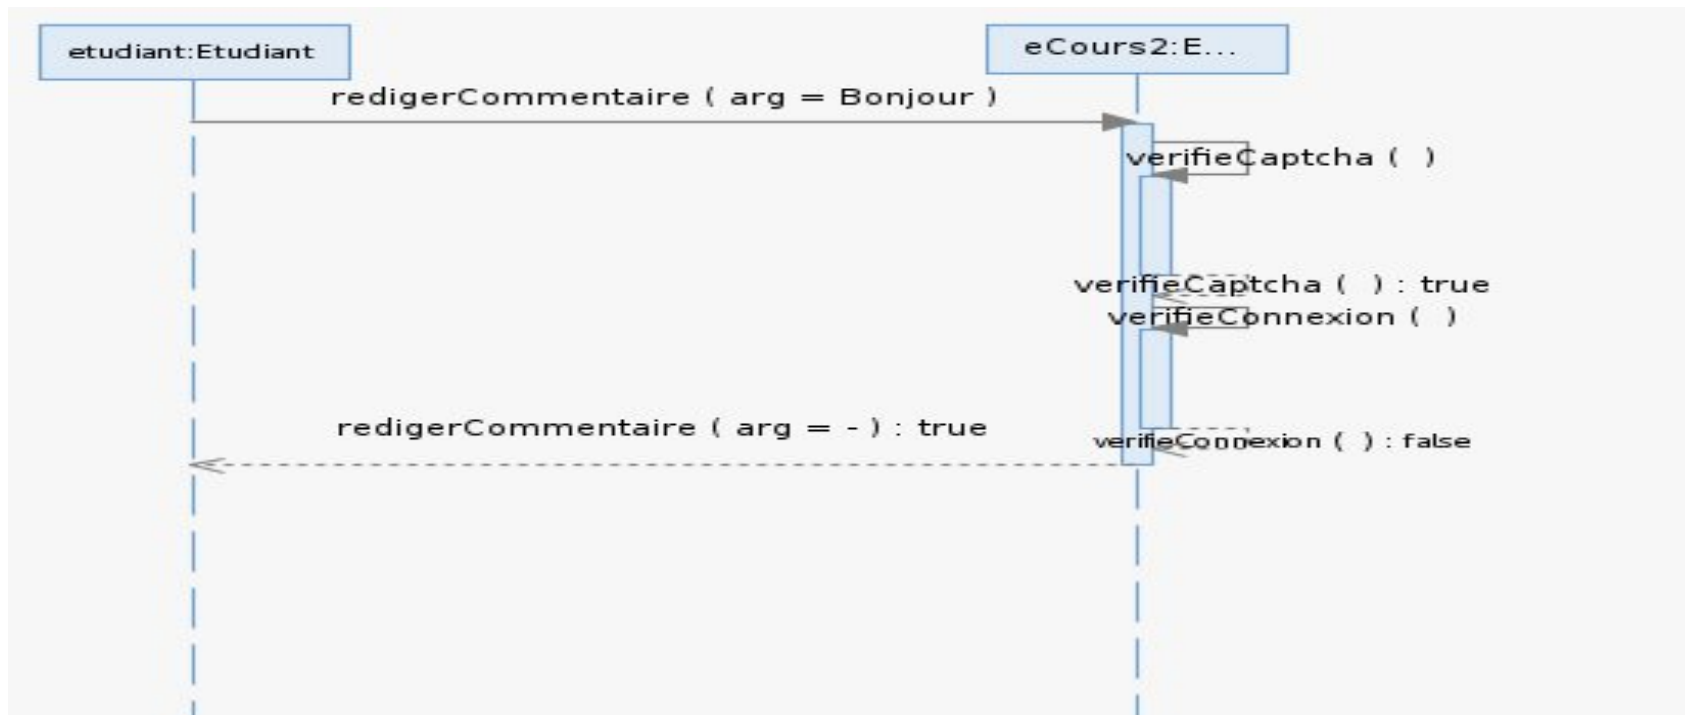 etudiant:Etudiant
eCours2:E...
redigerCommentaire ( arg = Bonjour )
verifieCaptcha (  )
verifieCaptcha (  ) : true
verifieConnexion (  )
redigerCommentaire ( arg = - ) : true
verifieConnexion (  ) : false